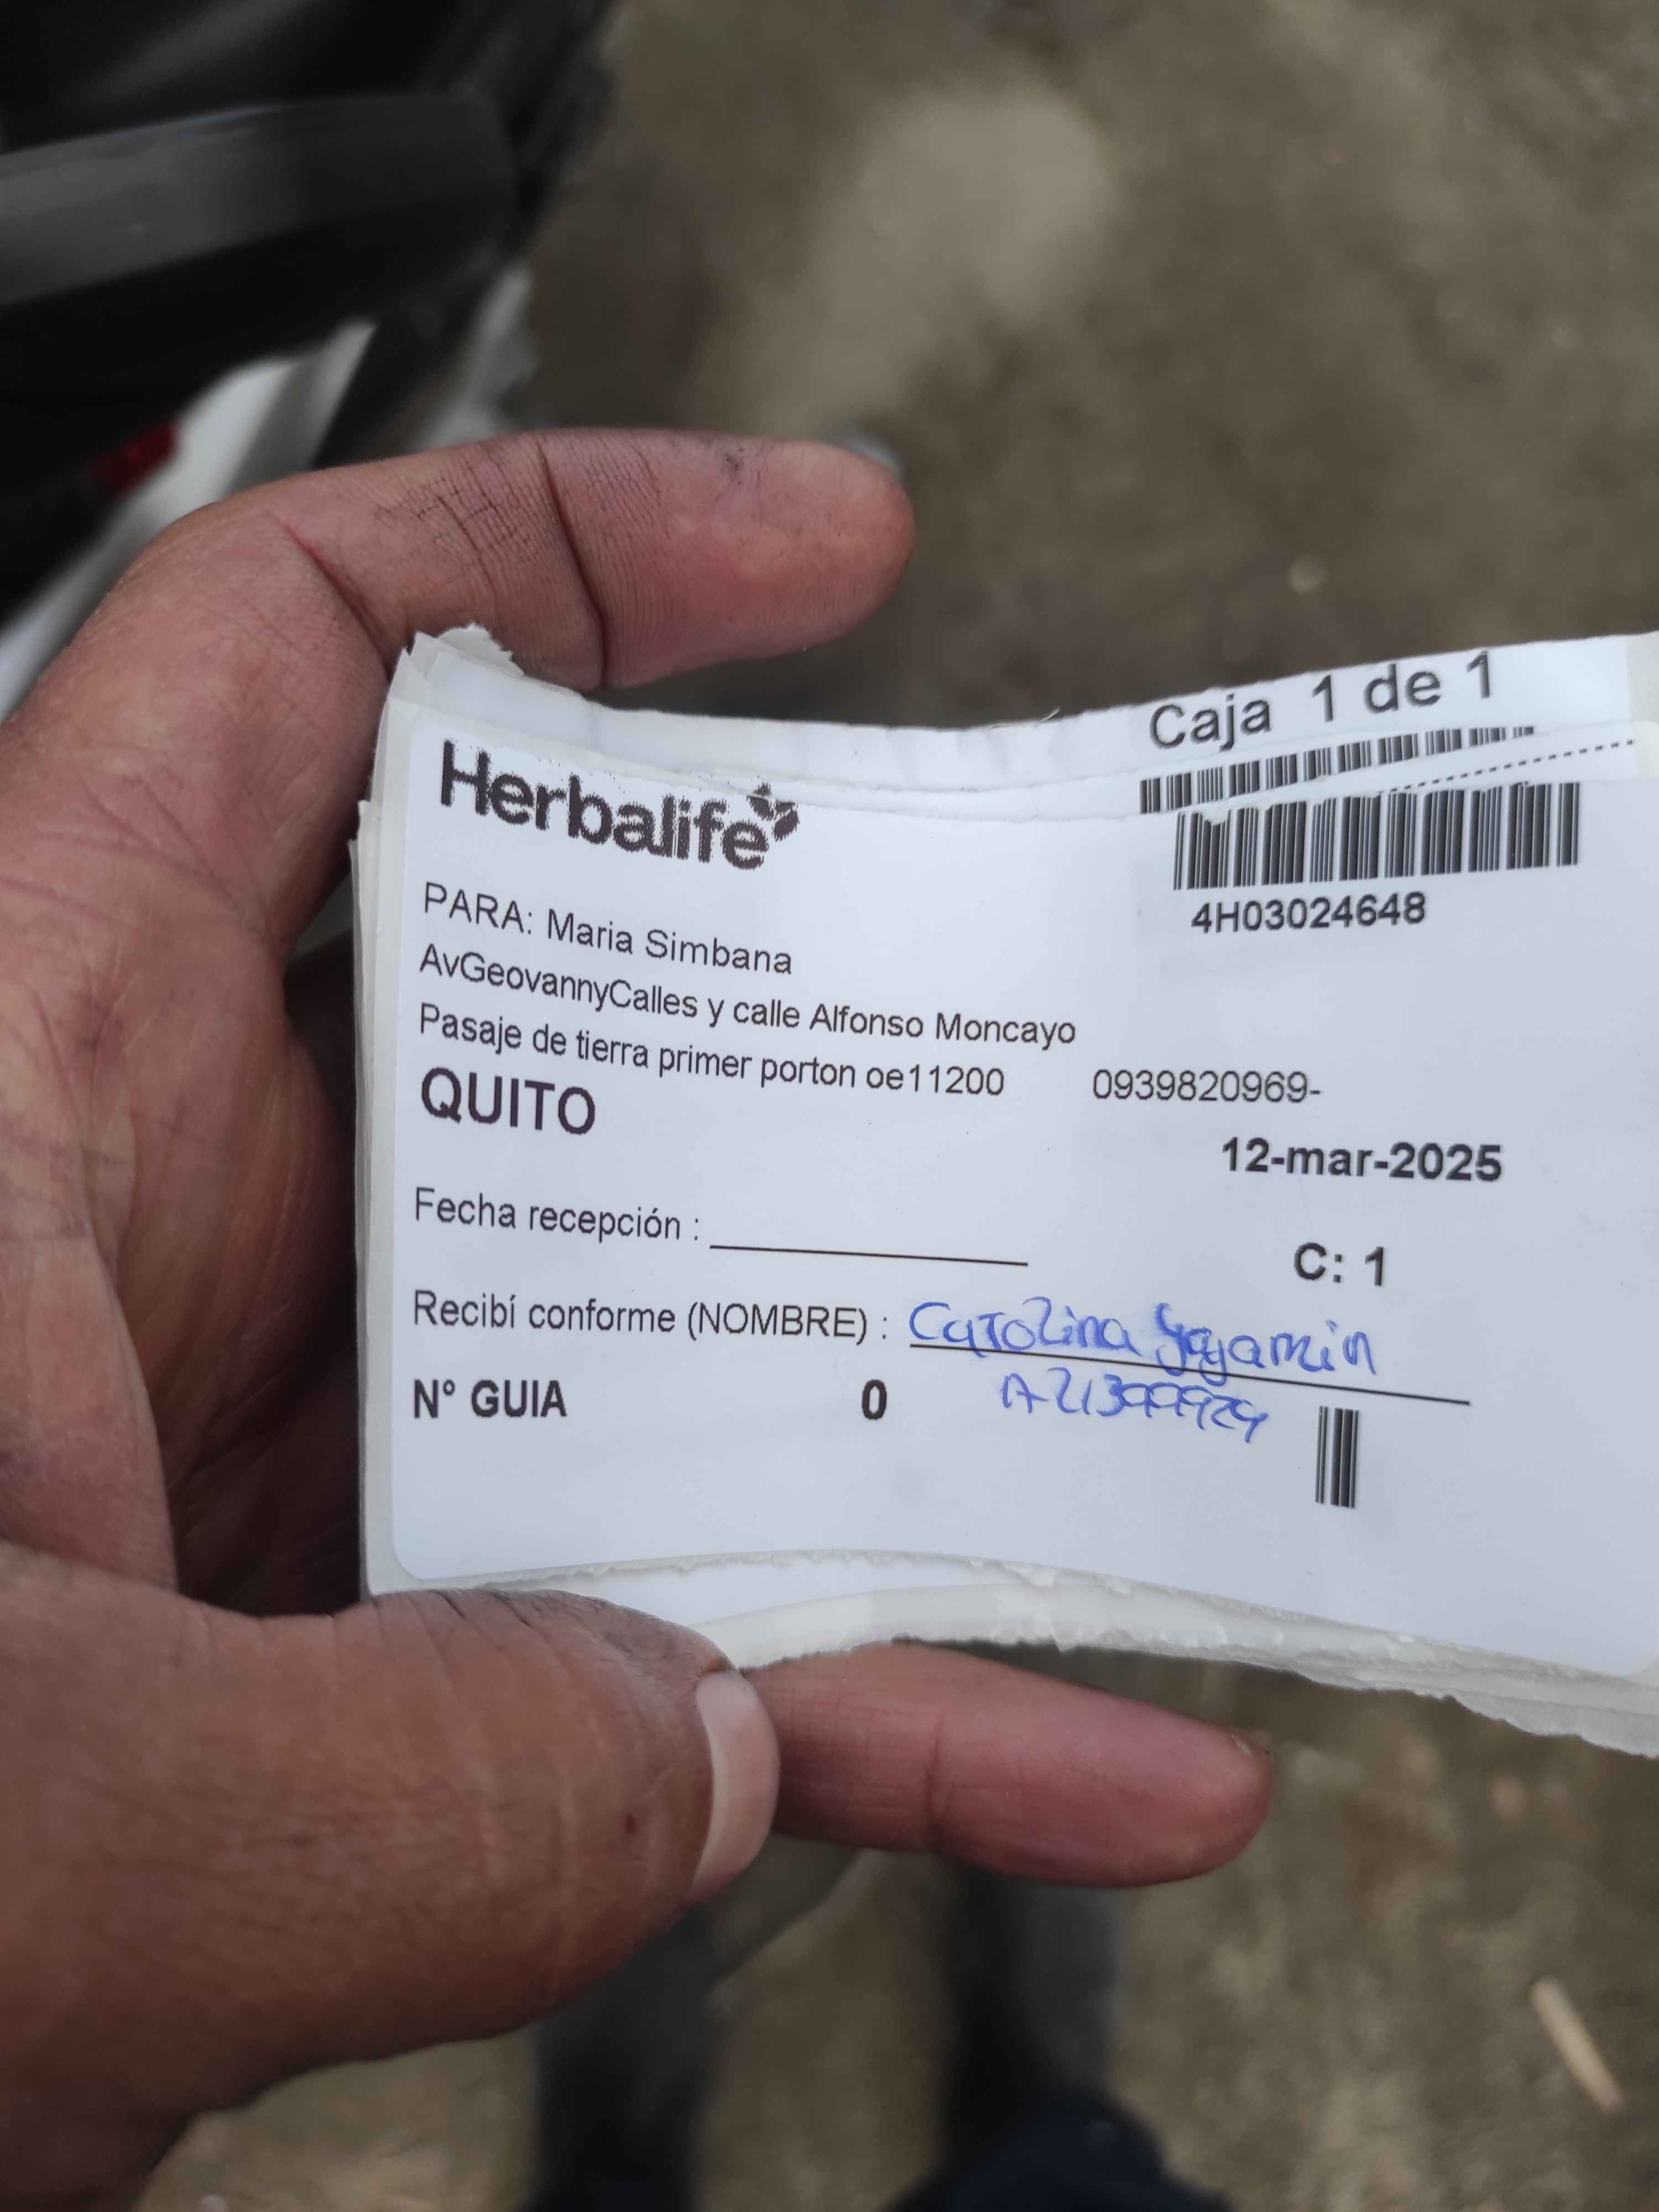 Caja 1 de 1
Herbalife
4H03024648
PARA: Maria Simbana
AvGeovannyCalles y calle Alfonso Moncayo
Pasaje de tierra primer porton oe11200 0939820969-
QUITO
12-mar-2025
Fecha recepción :
C: 1
Recibí conforme (NOMBRE) : Carolina
N° GUIA 0